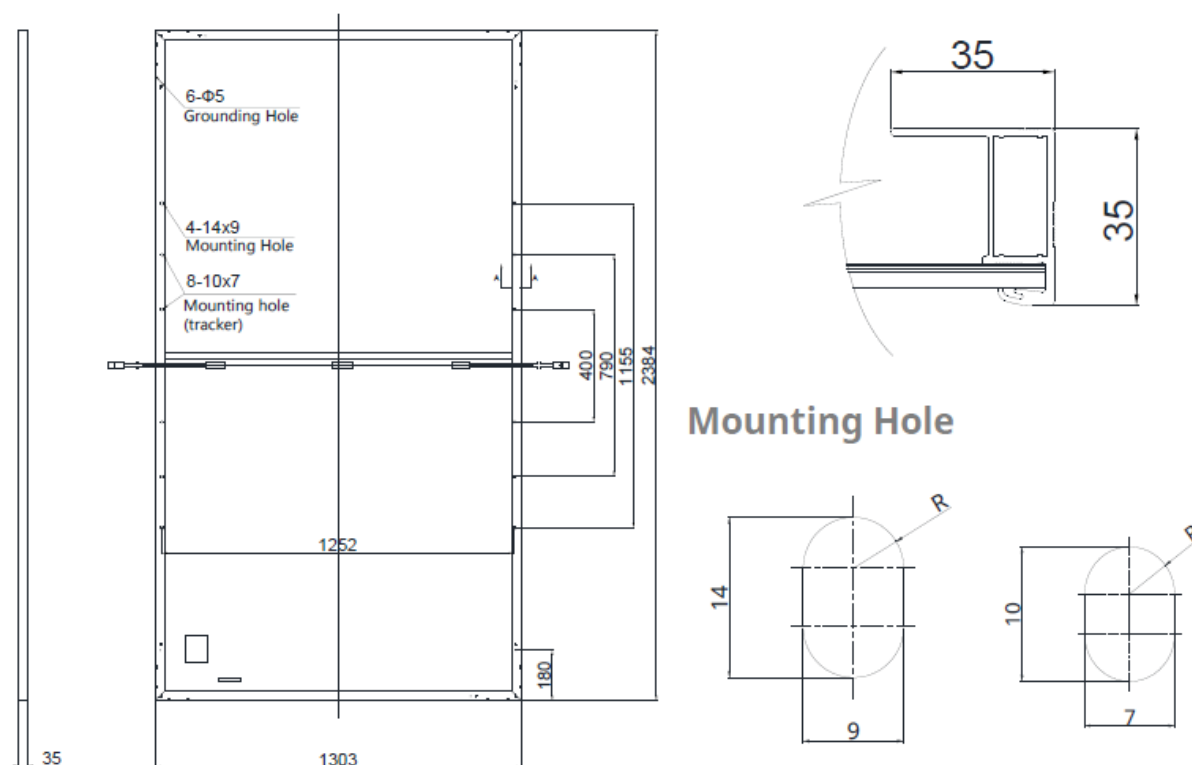 6-Φ5
Grounding Hole
4-14x9
Mounting Hole
8-10x7
Mounting hole
(tracker)
A
A
400
790
1155
2384
1252
180
35
1303
35
35
Mounting Hole
R
14
9
R
10
7